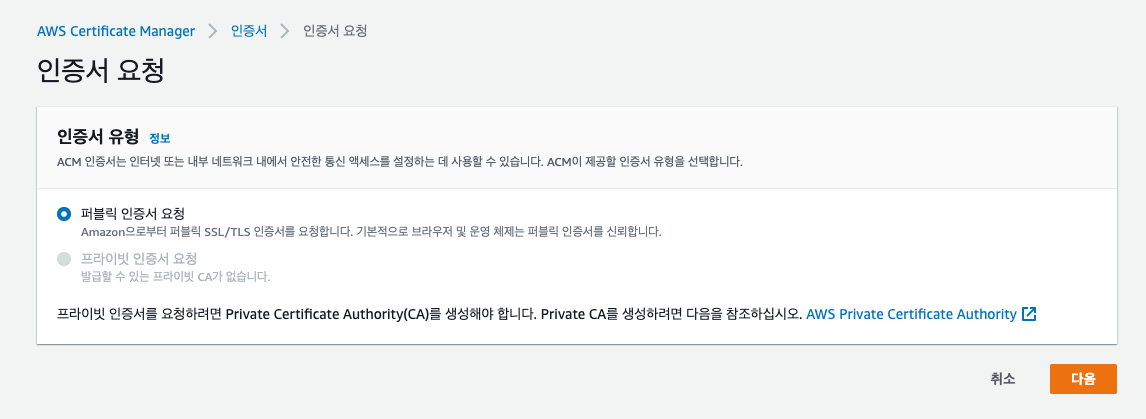 AWS Certificate Manager > 인증서 > 인증서 요청
인증서 요청
인증서 유형 정보
ACM 인증서는 인터넷 또는 내부 네트워크 내에서 안전한 통신 액세스를 설정하는 데 사용할 수 있습니다. ACM이 제공할 인증서 유형을 선택합니다.
퍼블릭 인증서 요청
Amazon으로부터 퍼블릭 SSL/TLS 인증서를 요청합니다. 기본적으로 브라우저 및 운영 체제는 퍼블릭 인증서를 신뢰합니다.
프라이빗 인증서 요청
발급할 수 있는 프라이빗 CA가 없습니다.
프라이빗 인증서를 요청하려면 Private Certificate Authority(CA)를 생성해야 합니다. Private CA를 생성하려면 다음을 참조하십시오. AWS Private Certificate Authority
취소 다음